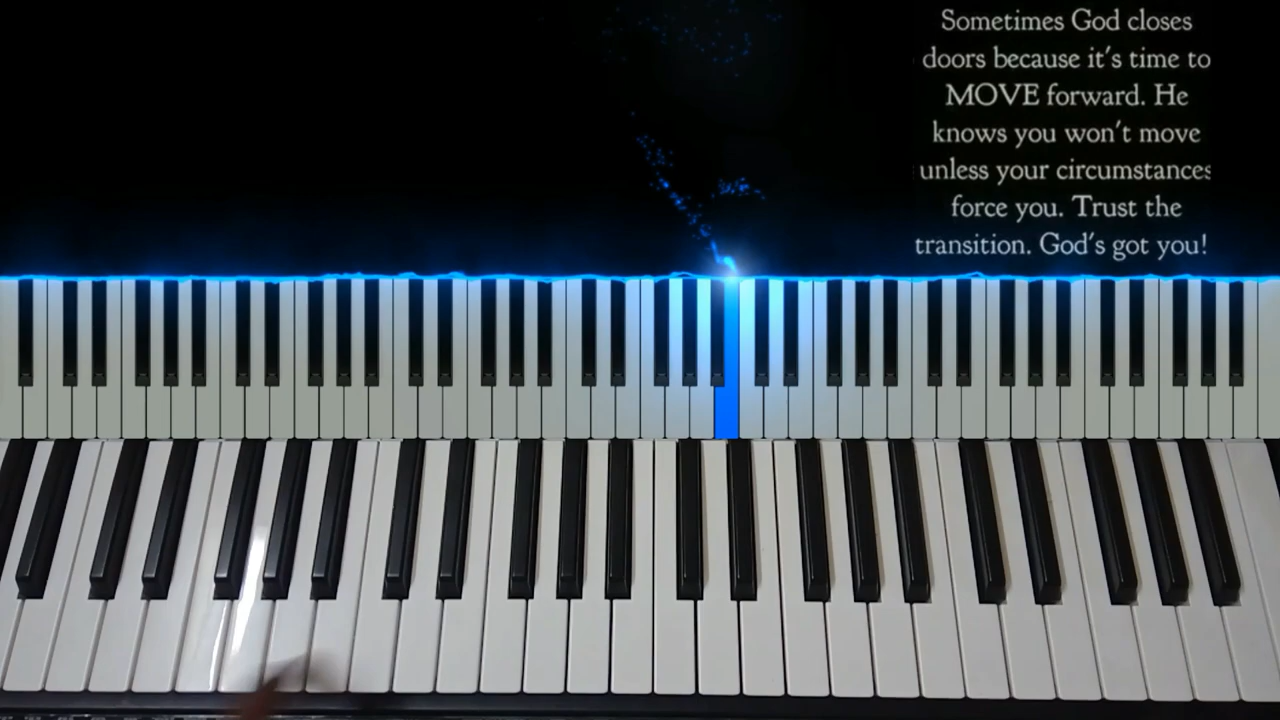 Sometimes God closes
doors because it's time to
MOVE forward. He
knows you won't move
unless your circumstances
force you. Trust the
transition. God's got you!